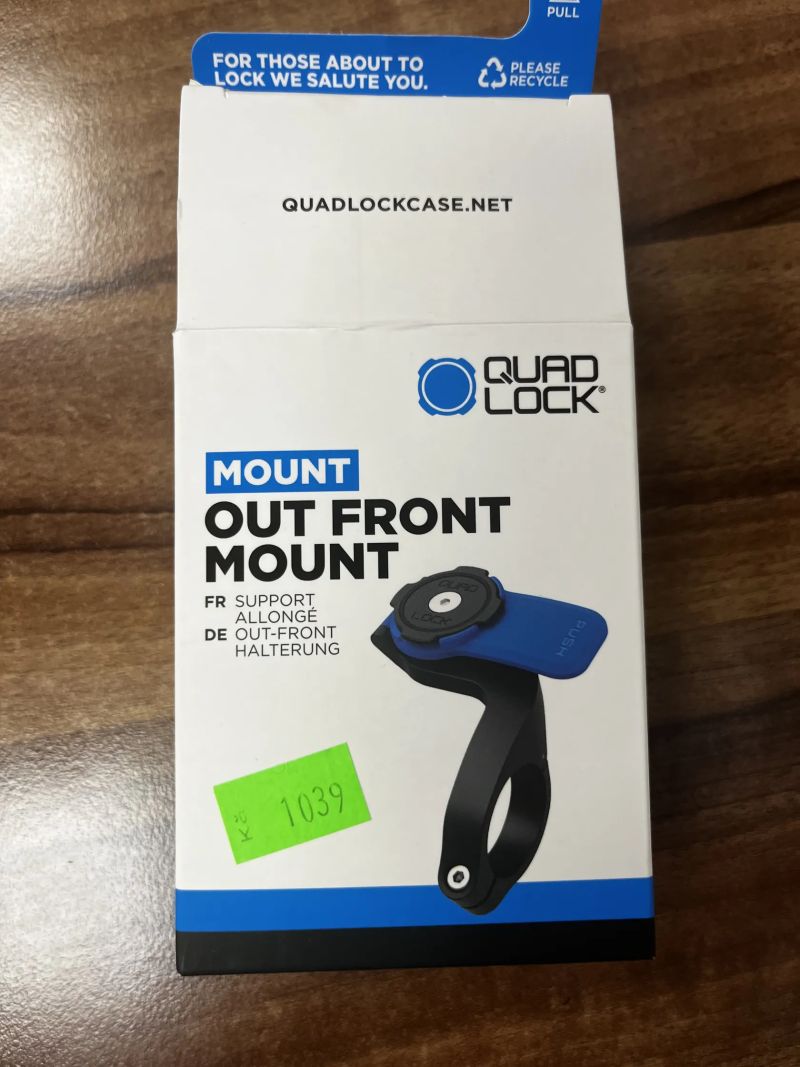 PULL
FOR THOSE ABOUT TO
LOCK WE SALUTE YOU.
PLEASE
RECYCLE
QUADLOCKCASE.NET
QUAD
LOCK®
MOUNT
OUT FRONT
MOUNT
FR SUPPORT
ALLONGÉ
DE OUT-FRONT
HALTERUNG
QUAD
LOCK
PUSH
Kč 1039